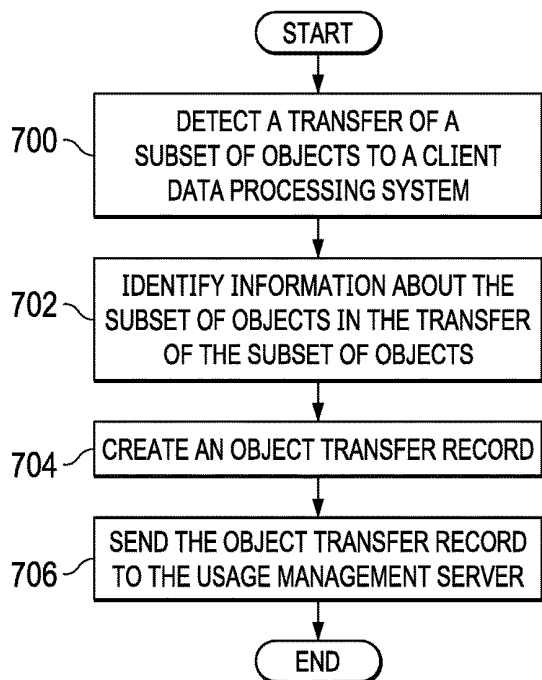 START
700
DETECT A TRANSFER OF A
SUBSET OF OBJECTS TO A CLIENT
DATA PROCESSING SYSTEM
702
IDENTIFY INFORMATION ABOUT THE
SUBSET OF OBJECTS IN THE TRANSFER
OF THE SUBSET OF OBJECTS
704
CREATE AN OBJECT TRANSFER RECORD
706
SEND THE OBJECT TRANSFER RECORD
TO THE USAGE MANAGEMENT SERVER
END